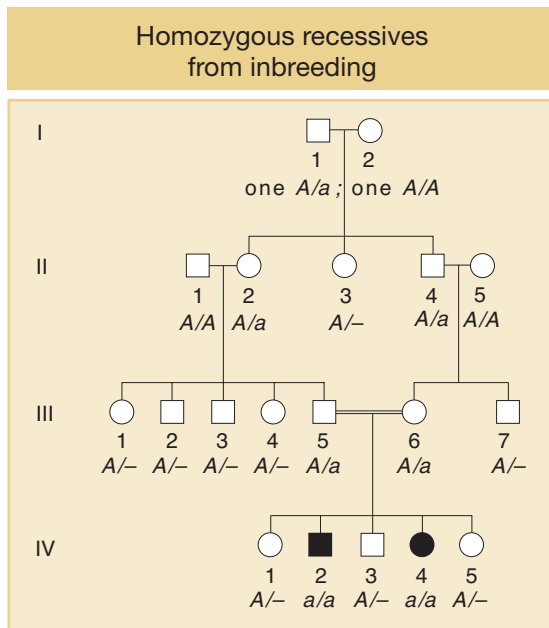 Homozygous recessives
from inbreeding
I
1 2
one A/a ; one A/A
II
1 2 3 4 5
A/A A/a A/– A/a A/A
III
1 2 3 4 5 6 7
A/– A/– A/– A/– A/a A/a A/–
IV
1 2 3 4 5
A/– a/a A/– a/a A/–